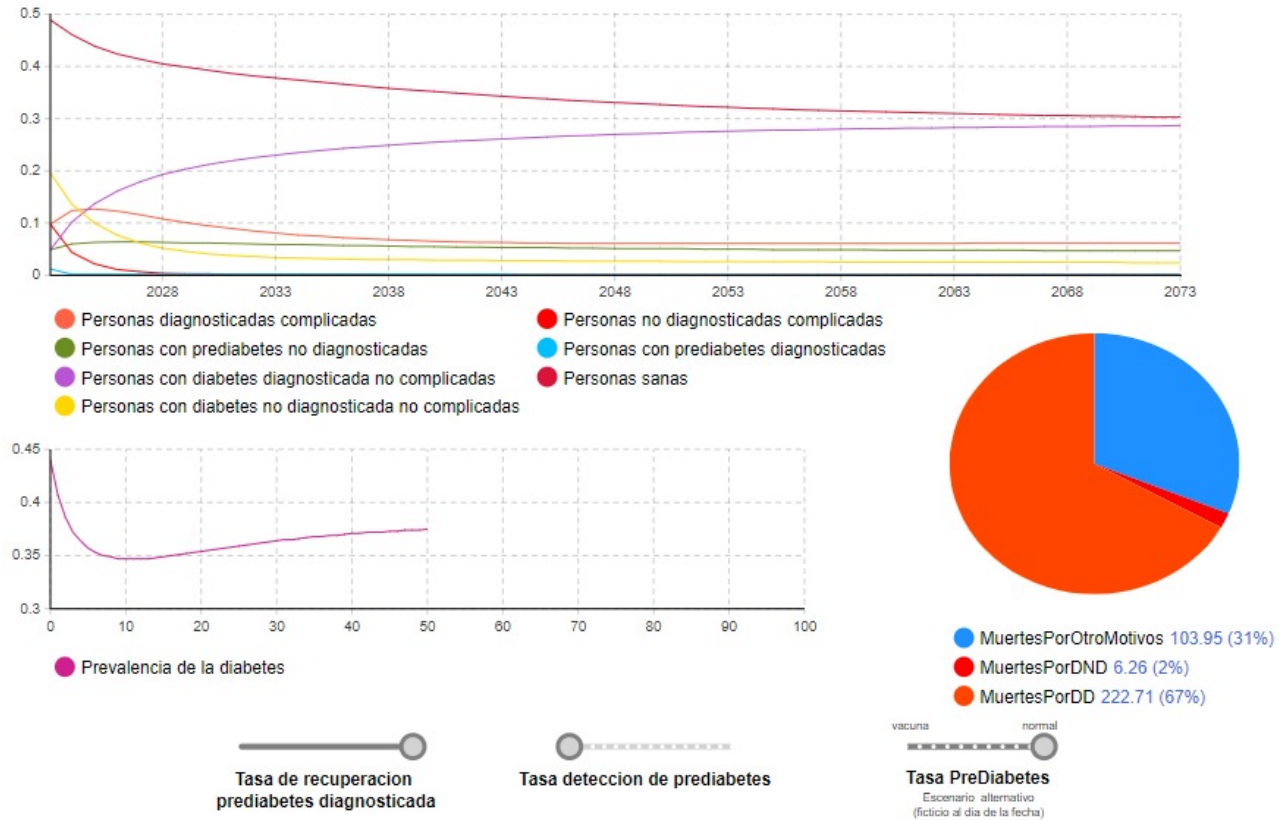 0.5
0.4
0.3
0.2
0.1
0
2028 2033 2038 2043 2048 2053 2058 2063 2068 2073
Personas diagnosticadas complicadas
Personas no diagnosticadas complicadas
Personas con prediabetes no diagnosticadas
Personas con prediabetes diagnosticadas
Personas con diabetes diagnosticada no complicadas
Personas sanas
Personas con diabetes no diagnosticada no complicadas
0.45
0.4
0.35
0.3
0 10 20 30 40 50 60 70 80 90 100
Prevalencia de la diabetes
MuertesPorOtroMotivos 103.95 (31%)
MuertesPorDND 6.26 (2%)
MuertesPorDD 222.71 (67%)
Tasa de recuperacion
prediabetes diagnosticada
Tasa deteccion de prediabetes
vacuna normal
Tasa PreDiabetes
Escenario alternativo
(ficticio al dia de la fecha)